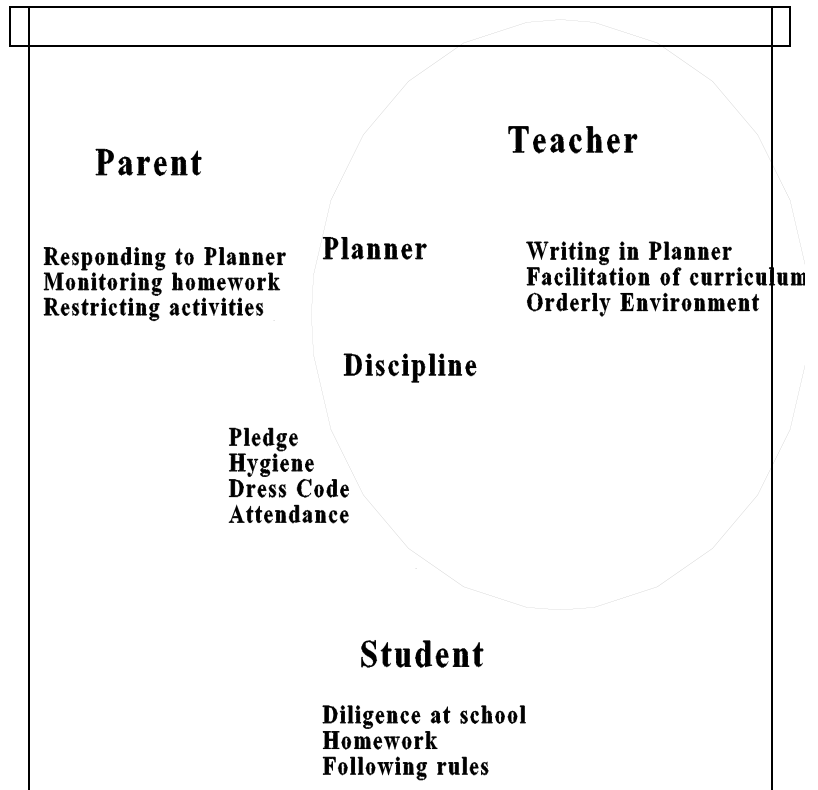 Parent
Teacher
Responding to Planner
Monitoring homework
Restricting activities
Planner
Writing in Planner
Facilitation of curriculum
Orderly Environment
Discipline
Pledge
Hygiene
Dress Code
Attendance
Student
Diligence at school
Homework
Following rules